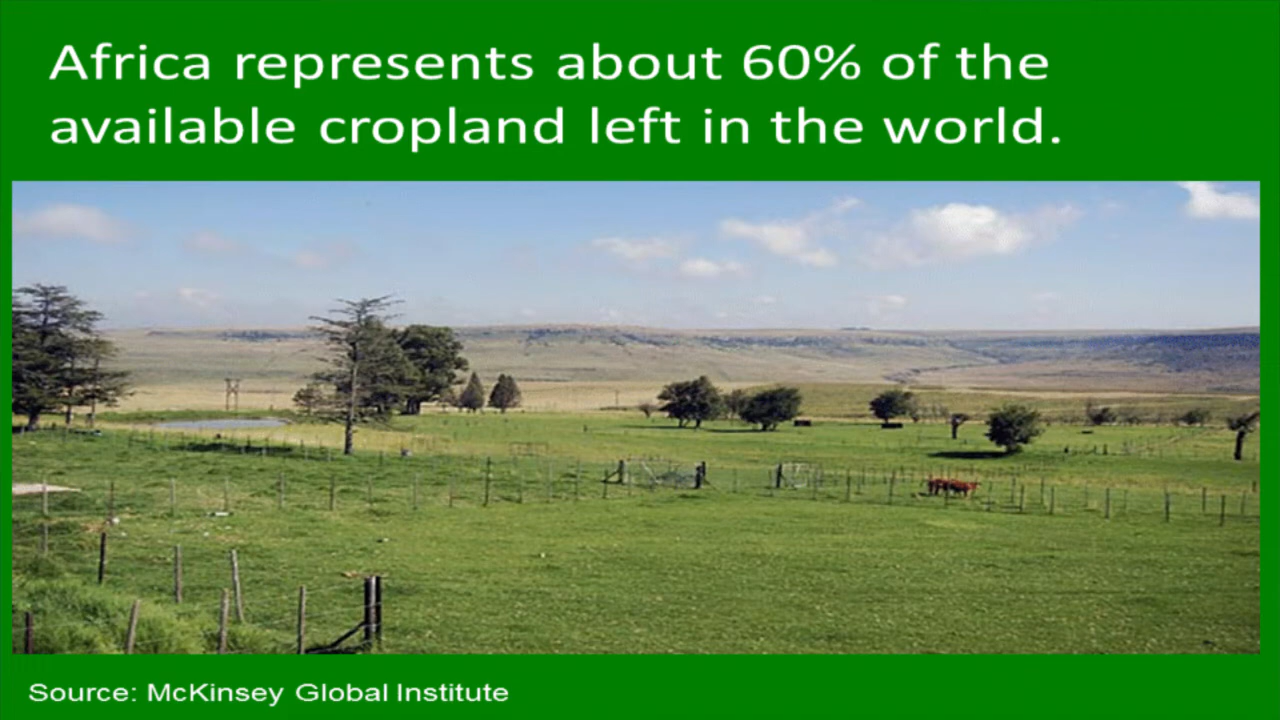 Africa represents about 60% of the
available cropland left in the world.
Source: McKinsey Global Institute